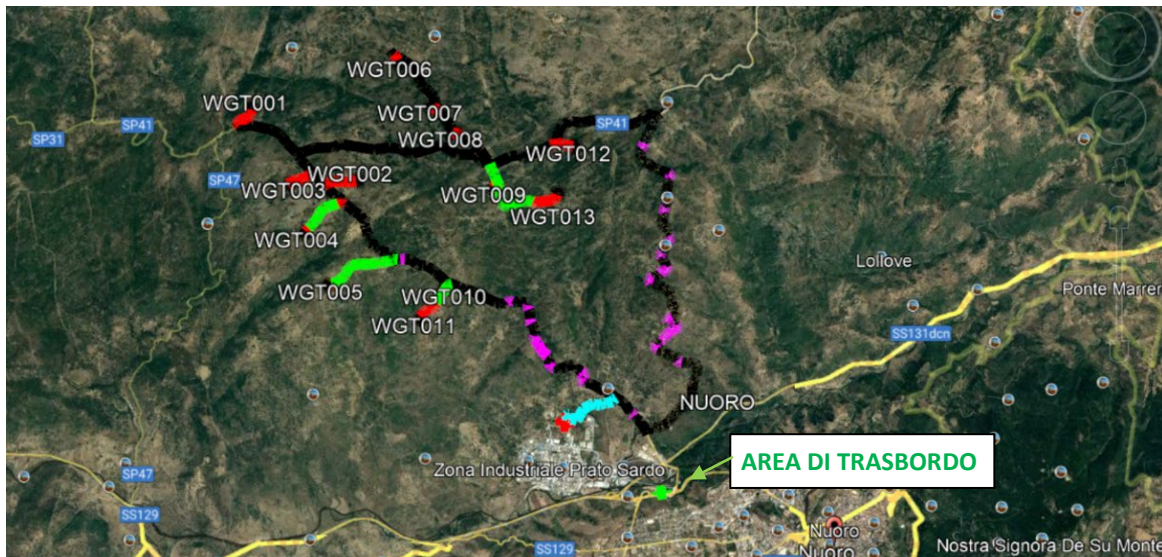 WGT006
WGT001
WGT007
SP41
SP41
SP31
WGT008
WGT012
SP47
WGT002
WGT003
WGT009
WGT013
WGT004
Lollove
WGT005
WGT010
Ponte Marrer
WGT011
SS131dcn
NUORO
AREA DI TRASBORDO
Zona Industriale Prato Sardo
SP47
SS129
Nuoro
Nuoro
SS129
Nostra Signora De Su Monte